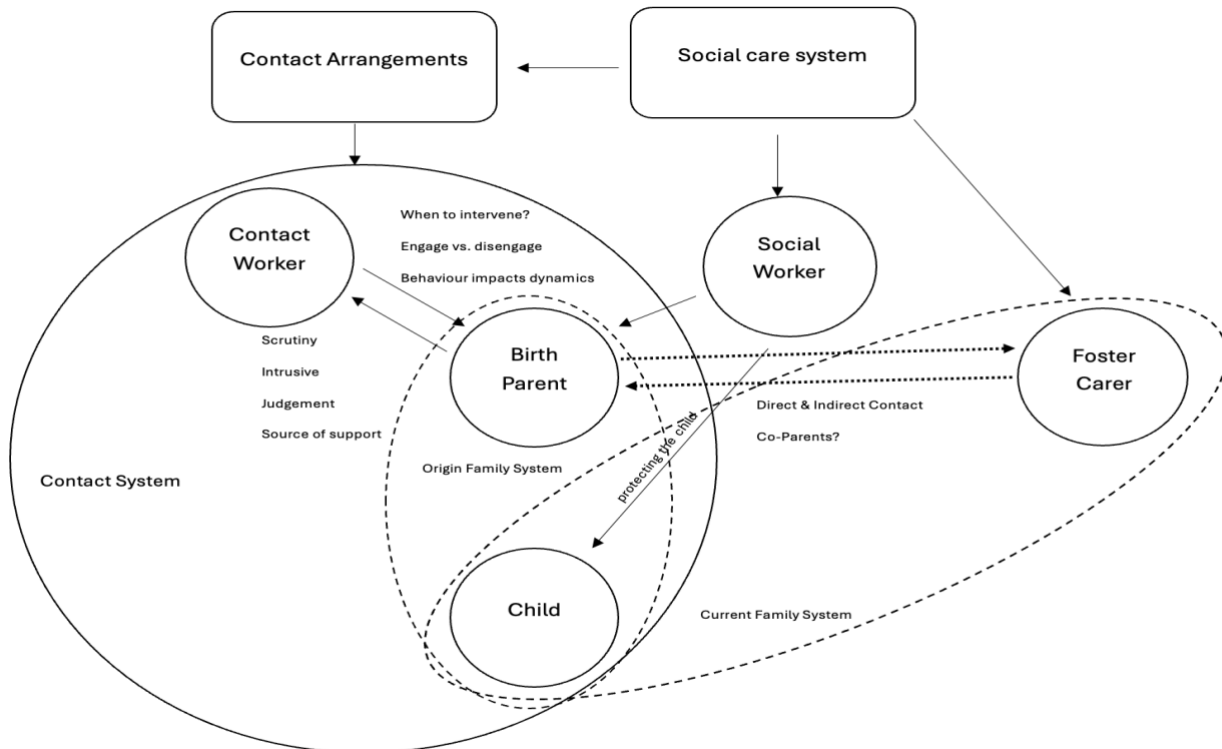 Contact Arrangements
Social care system
Contact
Worker
When to intervene?
Engage vs. disengage
Behaviour impacts dynamics
Social
Worker
Scrutiny
Intrusive
Judgement
Source of support
Birth
Parent
Foster
Carer
Direct & Indirect Contact
Co-Parents?
protecting the child
Origin Family System
Contact System
Child
Current Family System